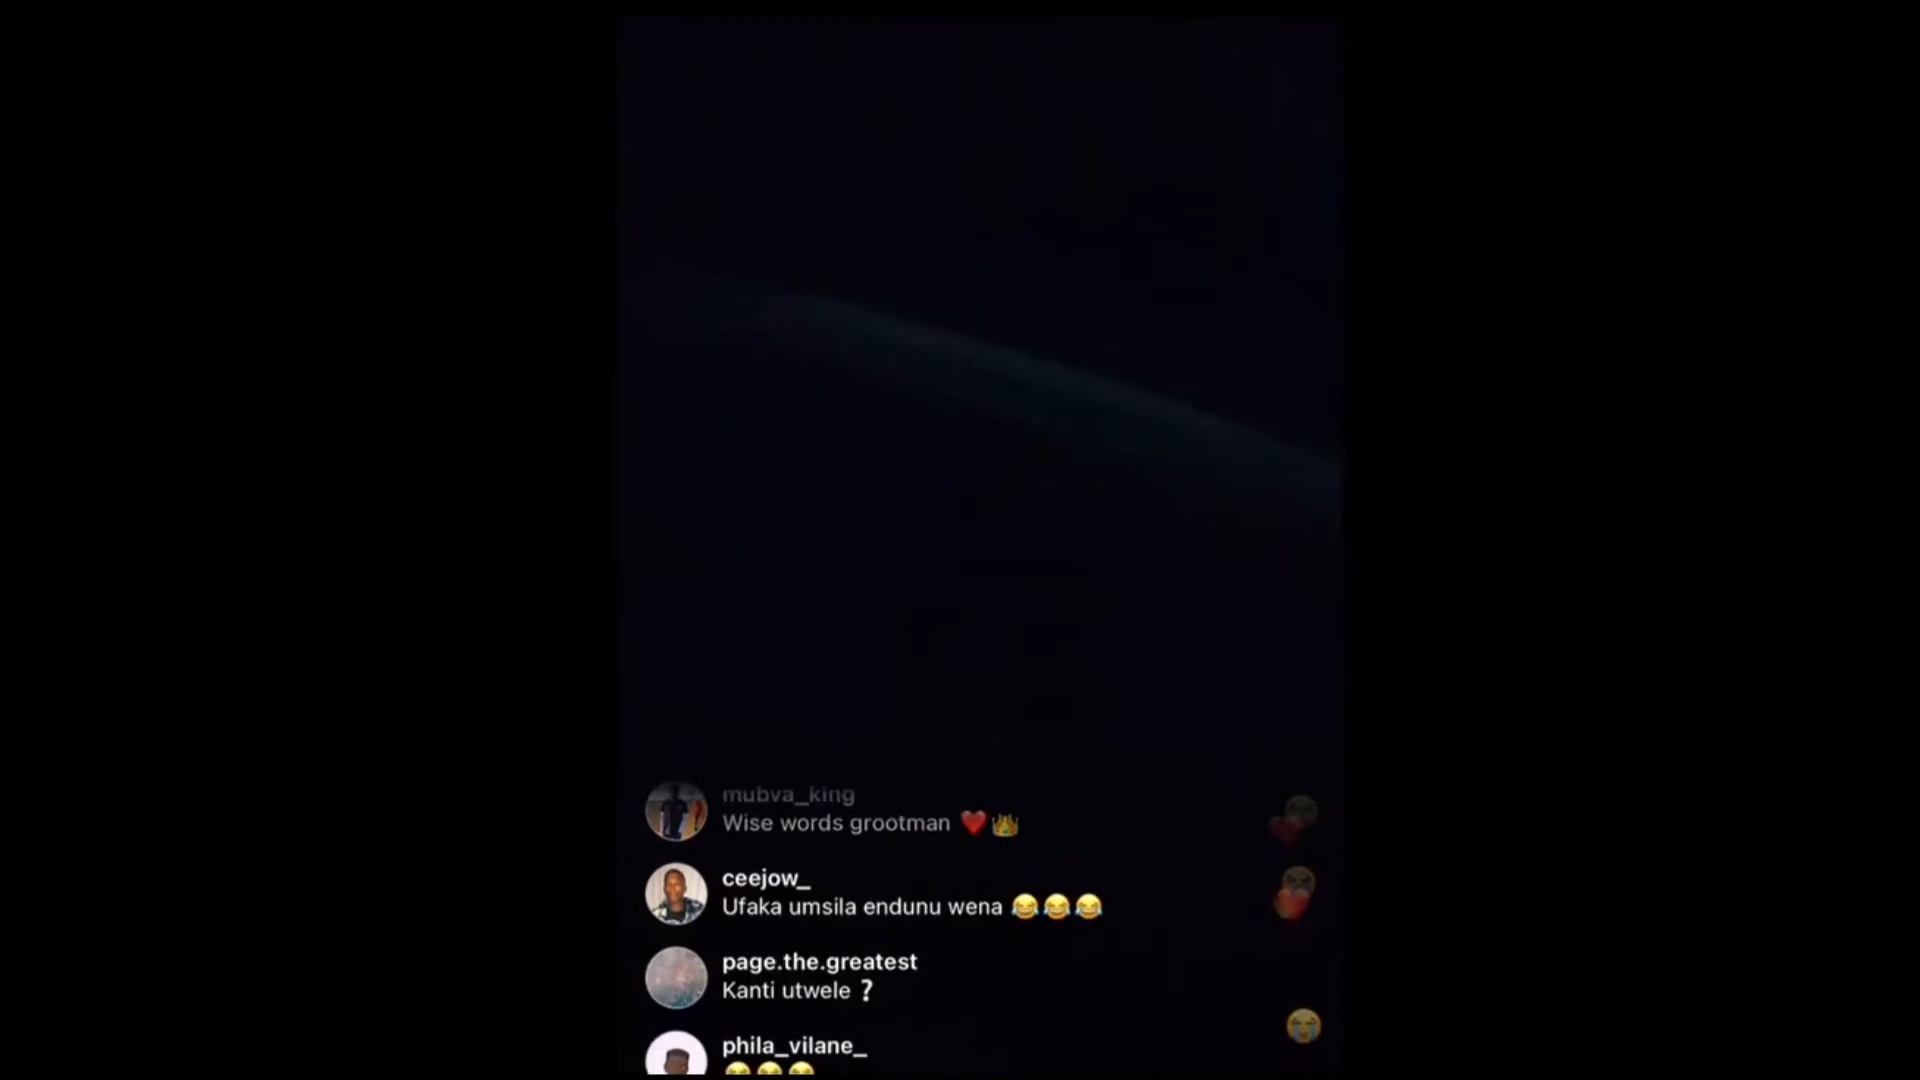 mubva_king
Wise words grootman ❤️👑
ceejow_
Ufaka umsila endunu wena 😂😂😂
page.the.greatest
Kanti utwele ❔
phila_vilane_